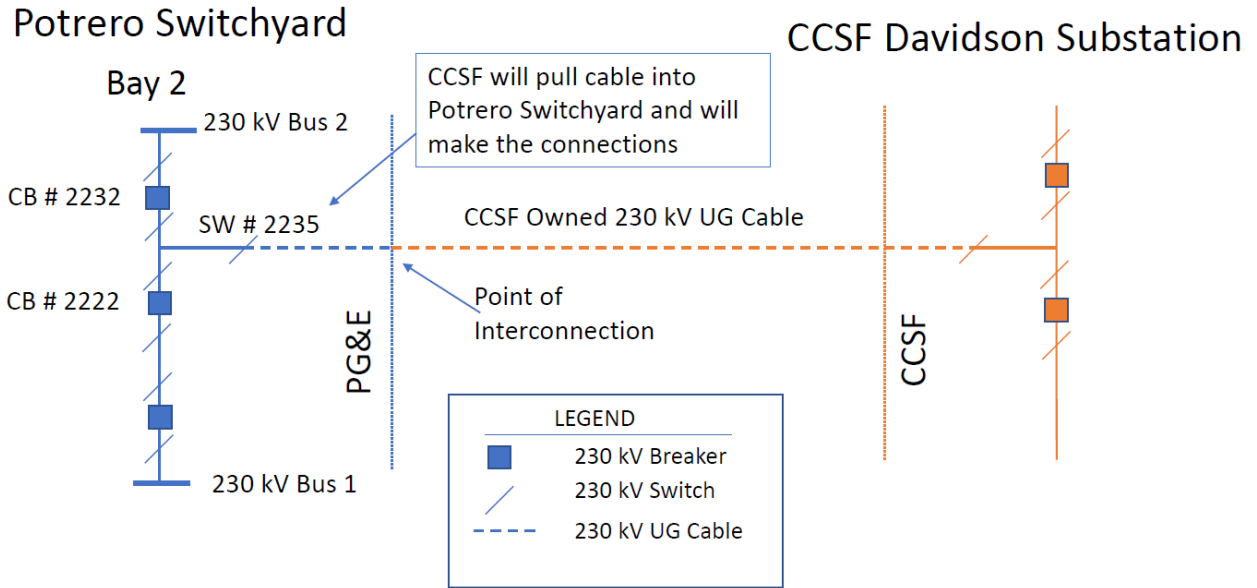 Potrero Switchyard
CCSF Davidson Substation
Bay 2
CCSF will pull cable into
Potrero Switchyard and will
make the connections
230 kV Bus 2
CB # 2232
SW # 2235
CCSF Owned 230 kV UG Cable
CB # 2222
Point of
Interconnection
PG&E
CCSF
LEGEND
230 kV Breaker
230 kV Switch
230 kV UG Cable
230 kV Bus 1